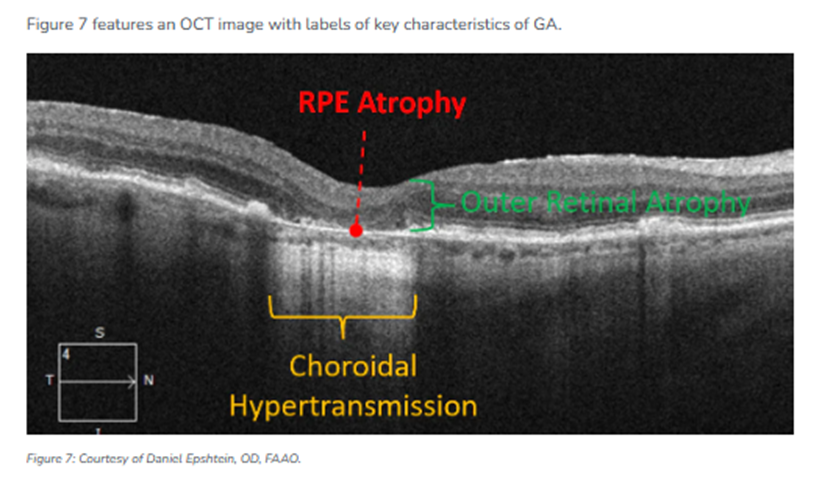 Figure 7 features an OCT image with labels of key characteristics of GA.
RPE Atrophy
Outer Retinal Atrophy
Choroidal
Hypertransmission
S
4
T
N
Figure 7: Courtesy of Daniel Epshtein, OD, FAAO.